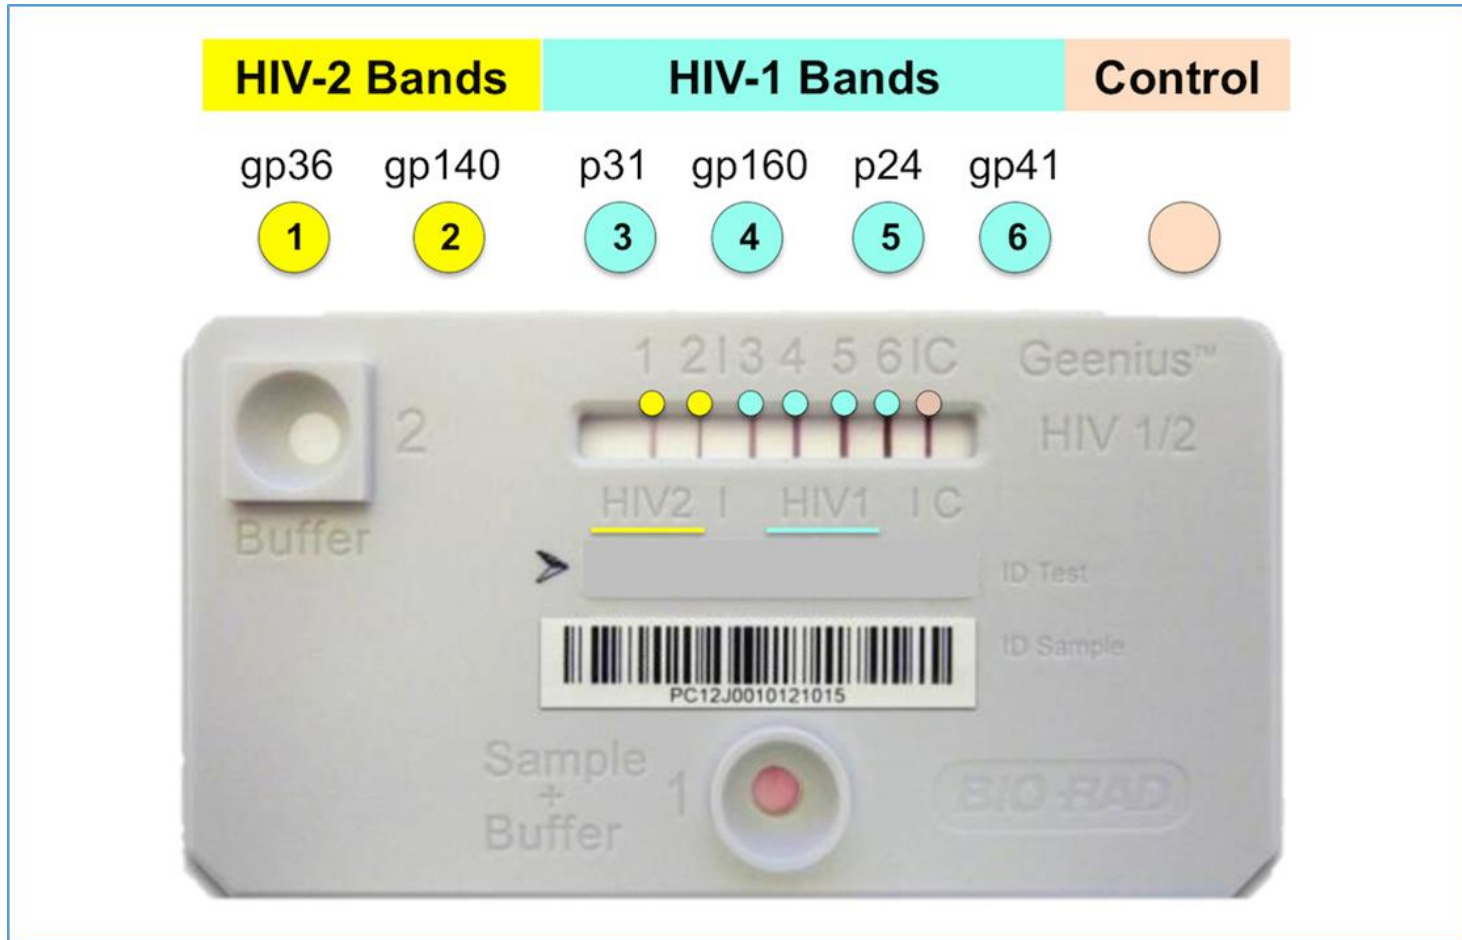 HIV-2 Bands HIV-1 Bands Control
gp36 gp140 p31 gp160 p24 gp41
1 2 3 4 5 6
1 2 I 3 4 5 6 I C
Geenius™
HIV 1/2
2
Buffer
HIV2 I HIV1 I C
ID Test
ID Sample
PC12J0010121015
Sample
+
Buffer
1
BIO-RAD